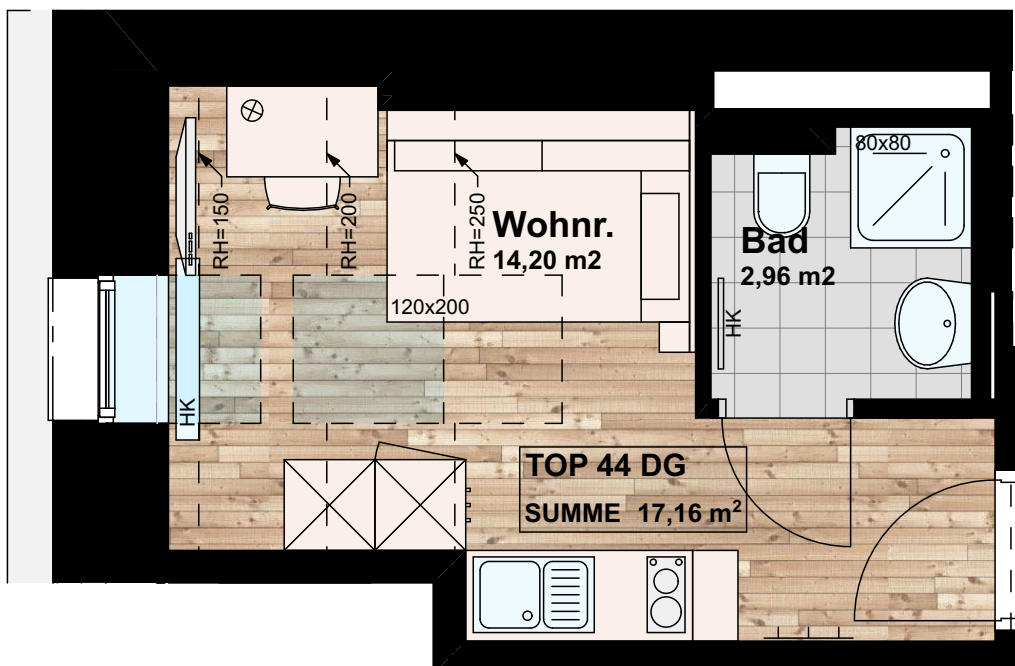 80x80
RH=150
RH=200
RH=250
Wohnr.
14,20 m2
Bad
2,96 m2
120x200
HK
HK
TOP 44 DG
SUMME 17,16 m²